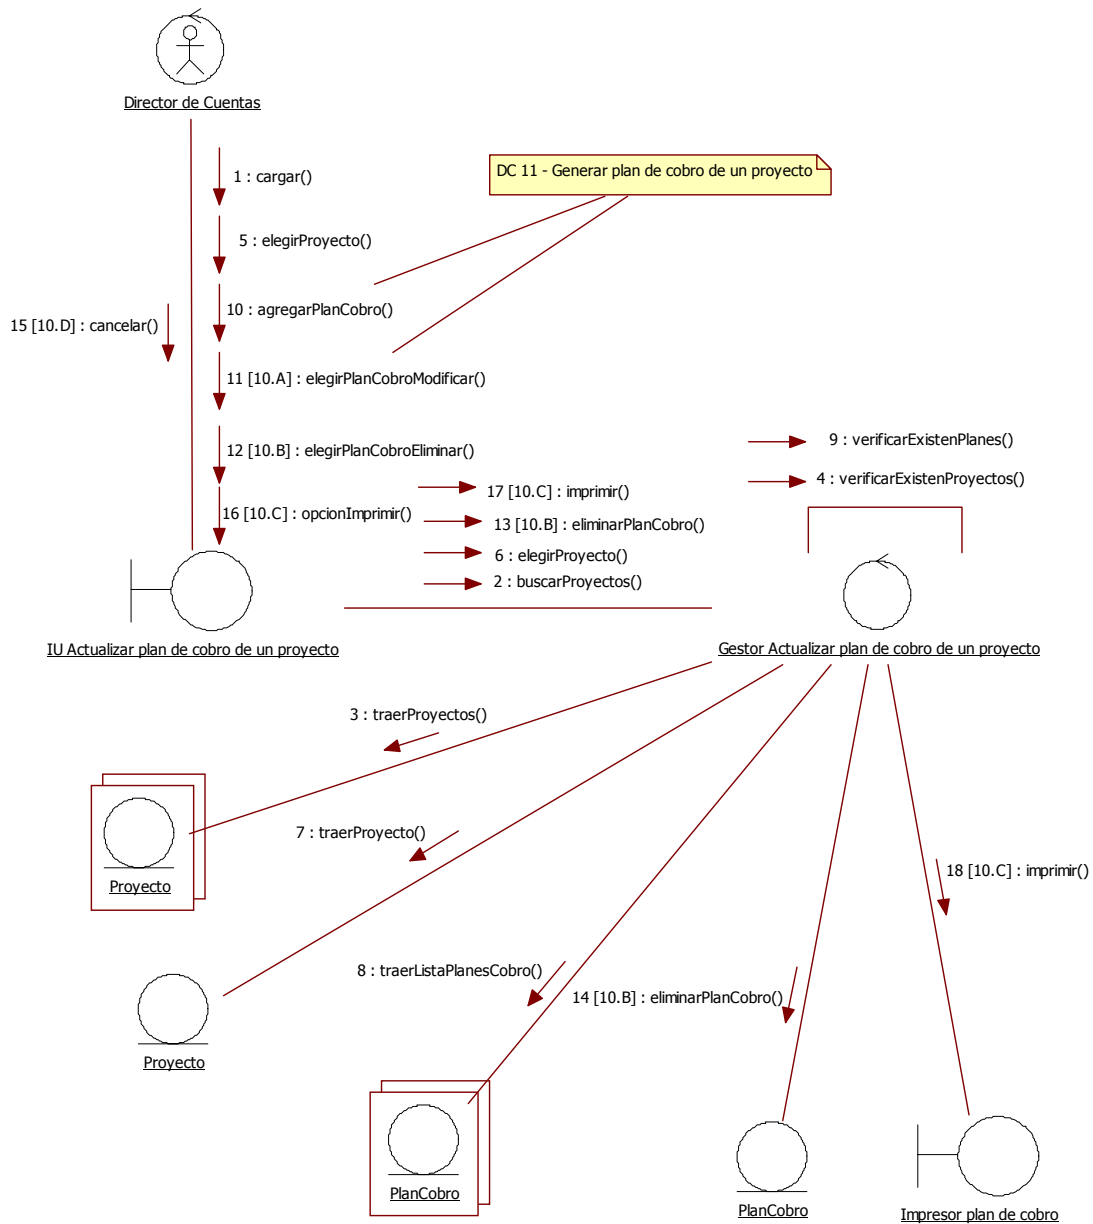 Director de Cuentas
1 : cargar()
DC 11 - Generar plan de cobro de un proyecto
5 : elegirProyecto()
10 : agregarPlanCobro()
15 [10.D] : cancelar()
11 [10.A] : elegirPlanCobroModificar()
12 [10.B] : elegirPlanCobroEliminar()
9 : verificarExistenPlanes()
4 : verificarExistenProyectos()
17 [10.C] : imprimir()
16 [10.C] : opcionImprimir()
13 [10.B] : eliminarPlanCobro()
6 : elegirProyecto()
2 : buscarProyectos()
IU Actualizar plan de cobro de un proyecto
Gestor Actualizar plan de cobro de un proyecto
3 : traerProyectos()
7 : traerProyecto()
18 [10.C] : imprimir()
Proyecto
8 : traerListaPlanesCobro()
14 [10.B] : eliminarPlanCobro()
Proyecto
PlanCobro
PlanCobro
Impresor plan de cobro